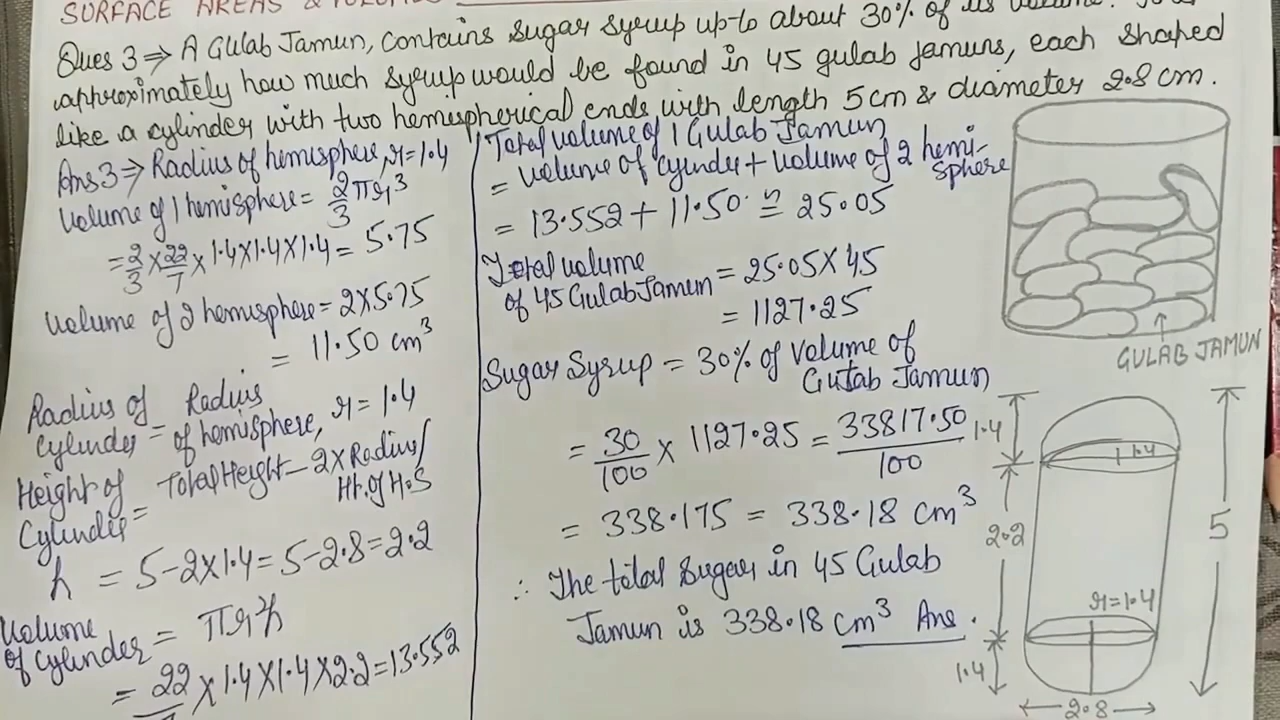 SURFACE AREAS &
Ques 3 ⇒ A Gulab Jamun, contains sugar syrup up-to about 30% of its volume.
approximately how much syrup would be found in 45 gulab jamuns, each shaped
like a cylinder with two hemispherical ends with length 5cm & diameter 2.8 cm.
Ans 3 ⇒ Radius of hemisphere, r = 1.4
Volume of 1 hemisphere = 2/3 πr³
= 2/3 × 22/7 × 1.4 × 1.4 × 1.4 = 5.75
Volume of 2 hemisphere = 2 × 5.75
= 11.50 cm³
Radius of Cylinder = Radius of hemisphere, r = 1.4
Height of Cylinder = Total Height − 2 × Radius/
Ht. of H.S
h = 5 − 2 × 1.4 = 5 − 2.8 = 2.2
Volume of cylinder = πr²h
= 22/7 × 1.4 × 1.4 × 2.2 = 13.552
Total volume of 1 Gulab Jamun
= Volume of cylinder + Volume of 2 hemi-
sphere
= 13.552 + 11.50 ≃ 25.05
Total volume
of 45 Gulab Jamun = 25.05 × 45
= 1127.25
Sugar Syrup = 30% of Volume of
Gulab Jamun
= 30/100 × 1127.25 = 33817.50/100
= 338.175 = 338.18 cm³
∴ The total Sugar in 45 Gulab
Jamun is 338.18 cm³ Ans.
GULAB JAMUN
1.4
1.4
2.2
5
r = 1.4
1.4
2.8